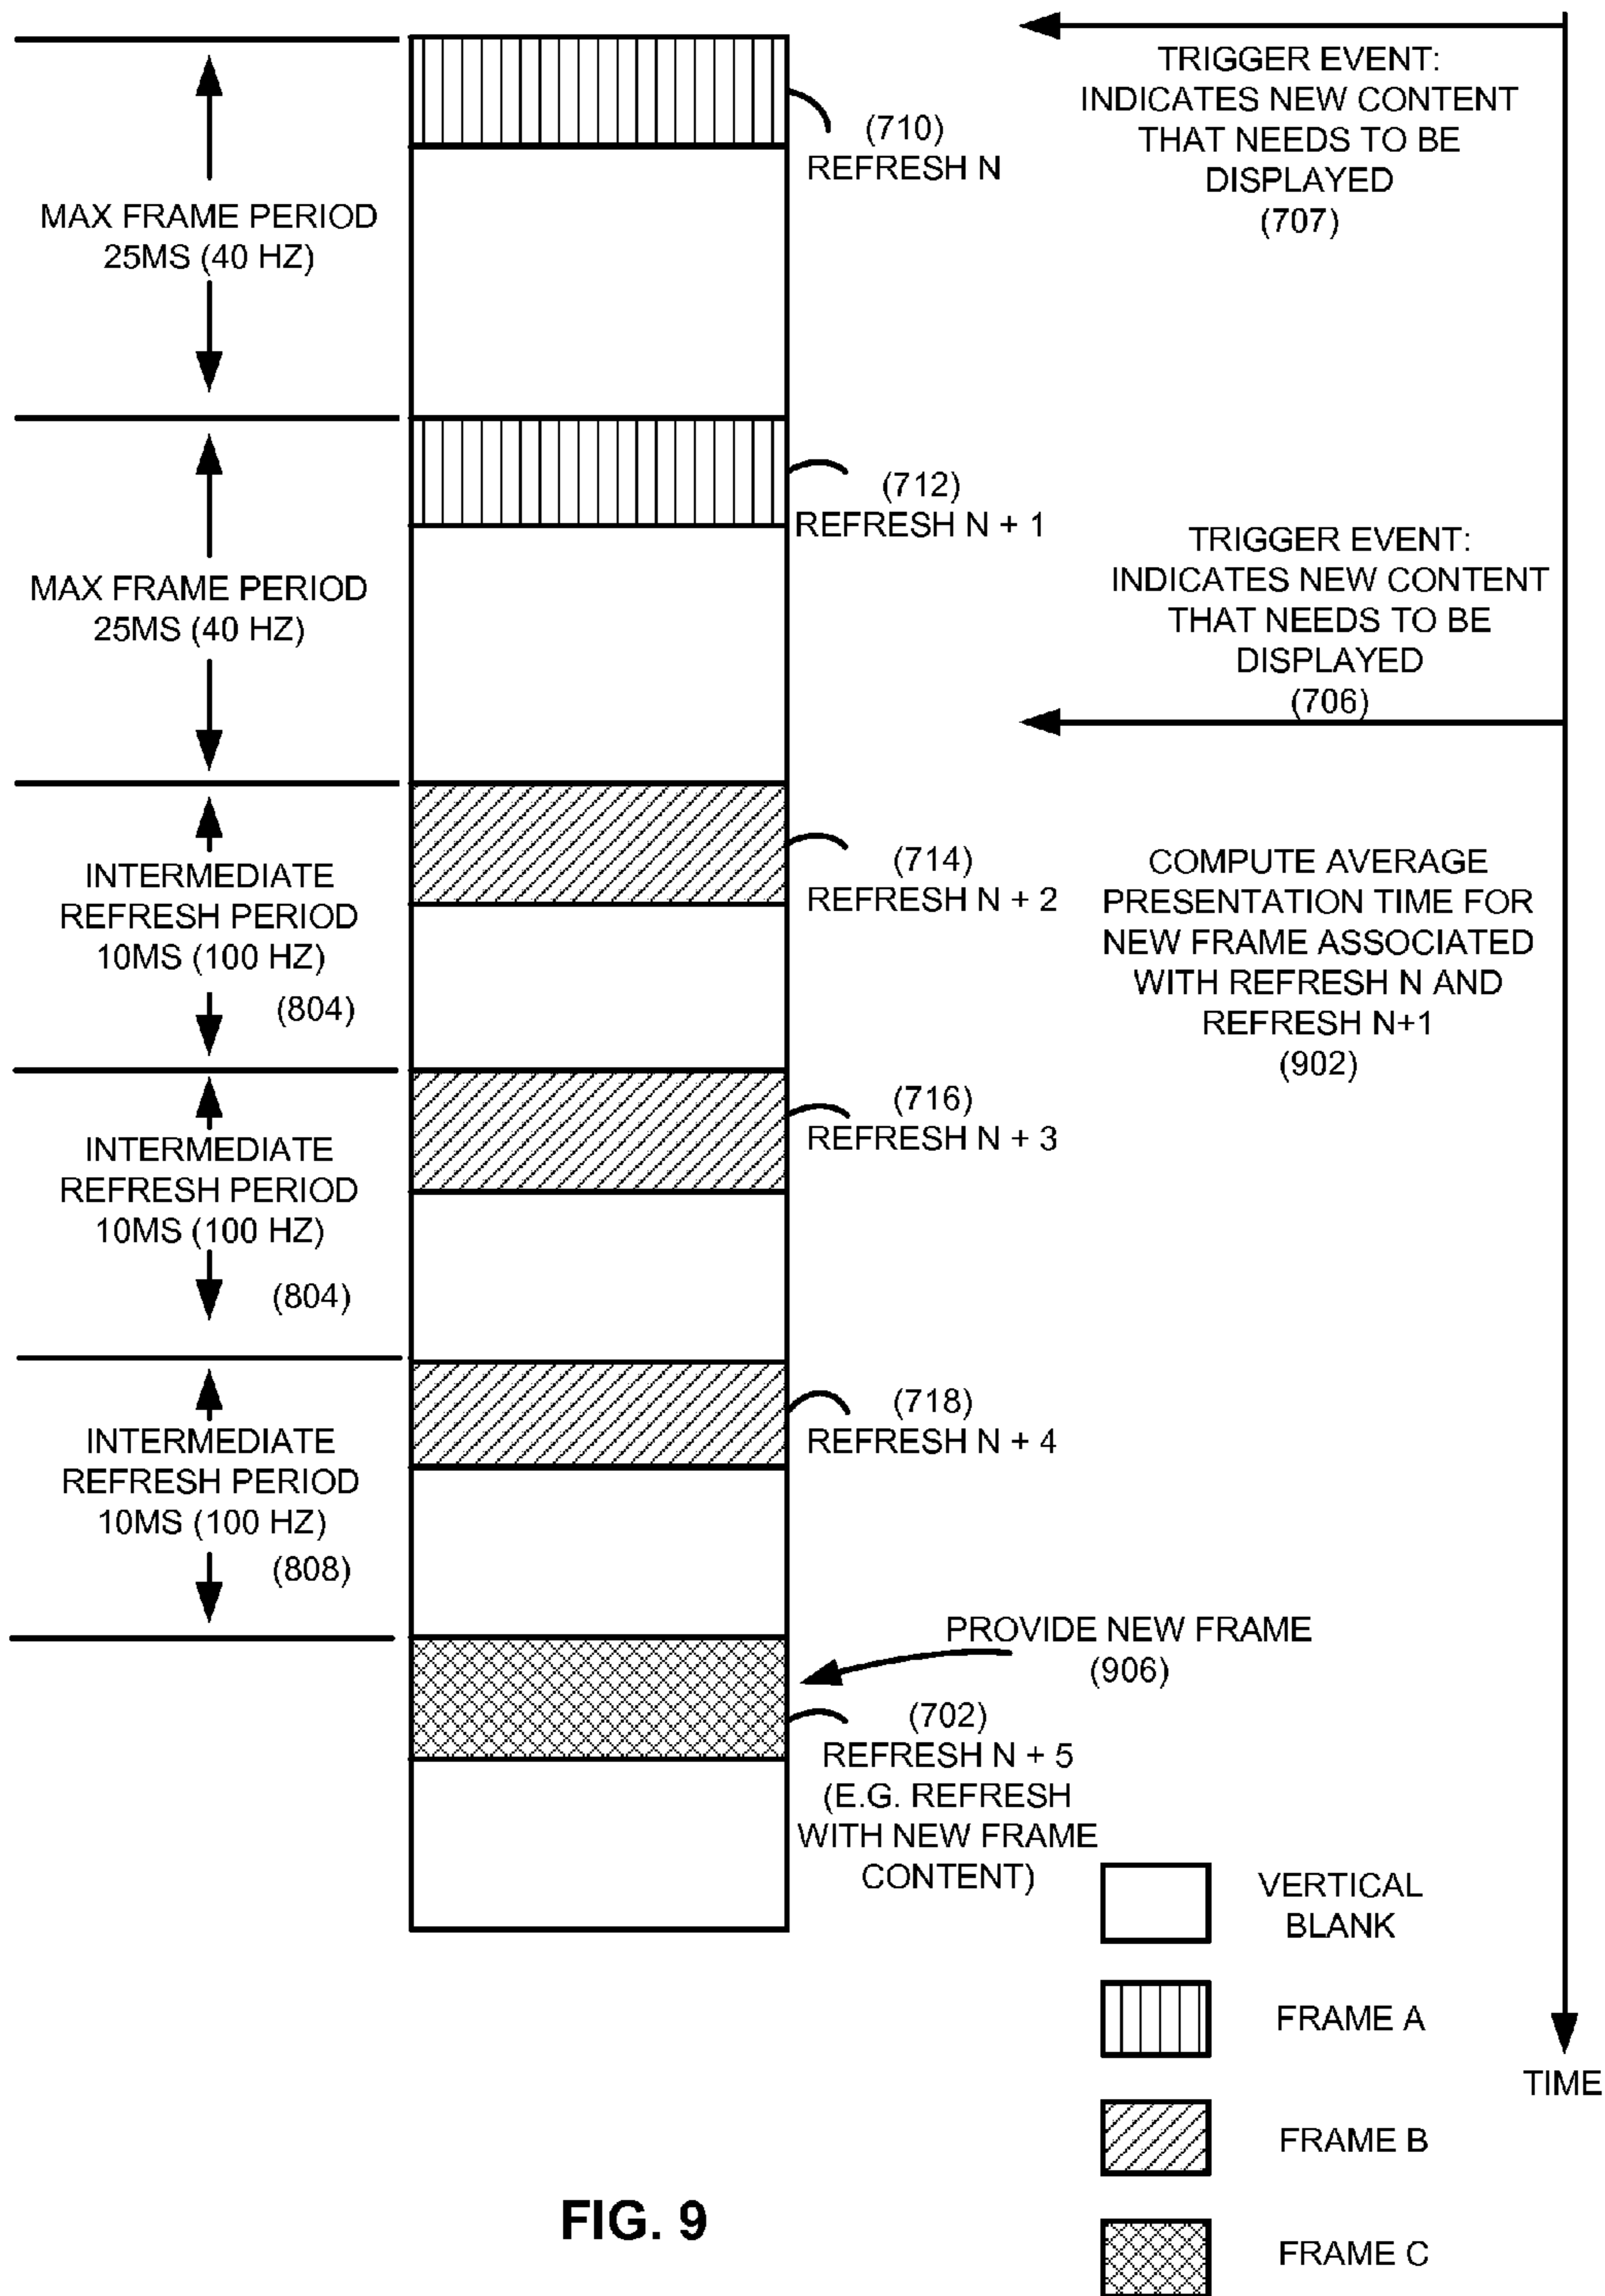 TRIGGER EVENT:
INDICATES NEW CONTENT
THAT NEEDS TO BE
DISPLAYED
(707)
(710)
REFRESH N
MAX FRAME PERIOD
25MS (40 HZ)
(712)
REFRESH N + 1
TRIGGER EVENT:
INDICATES NEW CONTENT
THAT NEEDS TO BE
DISPLAYED
(706)
MAX FRAME PERIOD
25MS (40 HZ)
(714)
REFRESH N + 2
INTERMEDIATE
REFRESH PERIOD
10MS (100 HZ)
(804)
COMPUTE AVERAGE
PRESENTATION TIME FOR
NEW FRAME ASSOCIATED
WITH REFRESH N AND
REFRESH N+1
(902)
(716)
REFRESH N + 3
INTERMEDIATE
REFRESH PERIOD
10MS (100 HZ)
(804)
(718)
REFRESH N + 4
INTERMEDIATE
REFRESH PERIOD
10MS (100 HZ)
(808)
PROVIDE NEW FRAME
(906)
(702)
REFRESH N + 5
(E.G. REFRESH
WITH NEW FRAME
CONTENT)
VERTICAL
BLANK
FRAME A
TIME
FRAME B
FRAME C
FIG. 9